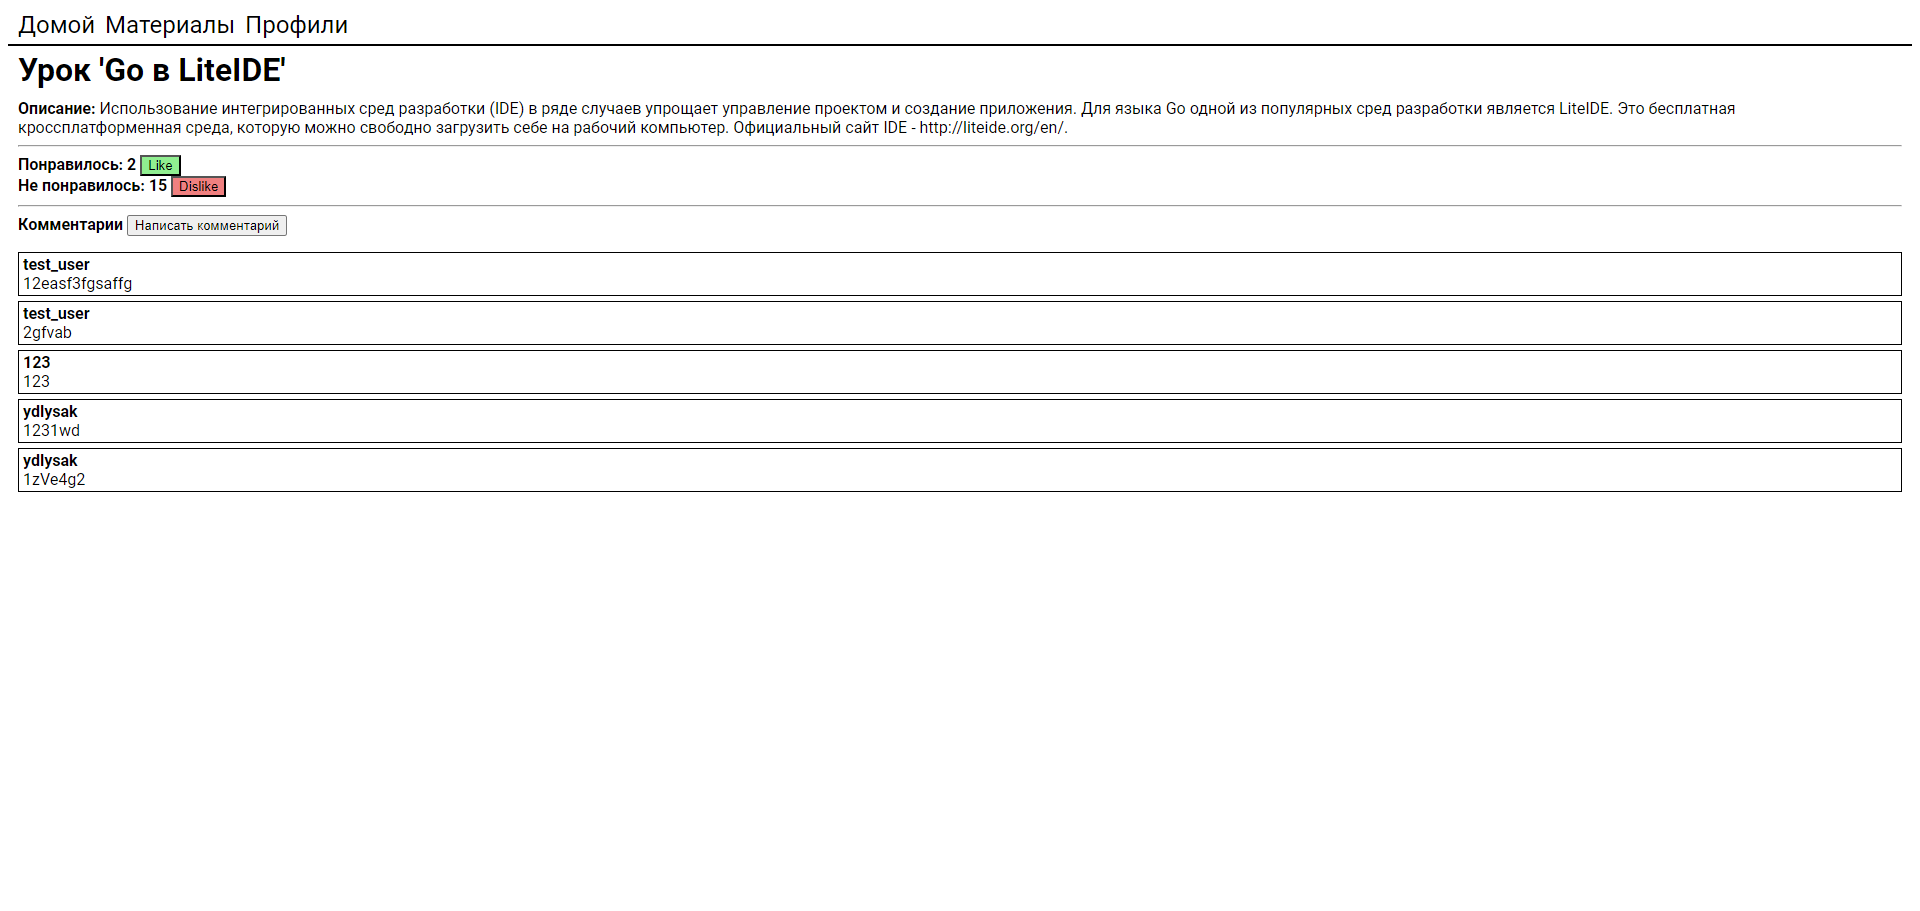 Домой Материалы Профили
Урок 'Go в LiteIDE'
Описание: Использование интегрированных сред разработки (IDE) в ряде случаев упрощает управление проектом и создание приложения. Для языка Go одной из популярных сред разработки является LiteIDE. Это бесплатная
кроссплатформенная среда, которую можно свободно загрузить себе на рабочий компьютер. Официальный сайт IDE - http://liteide.org/en/.
Понравилось: 2 Like
Не понравилось: 15 Dislike
Комментарии Написать комментарий
test_user
12easf3fgsaffg
test_user
2gfvab
123
123
ydlysak
1231wd
ydlysak
1zVe4g2